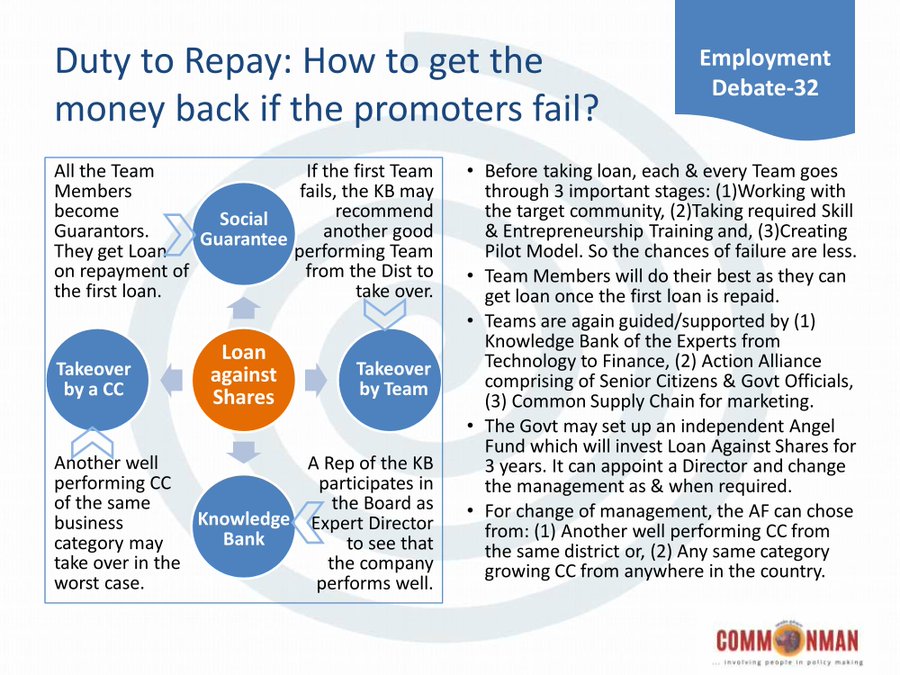 Duty to Repay: How to get the
money back if the promoters fail?
Employment
Debate-32
All the Team
Members
become
Guarantors.
They get Loan
on repayment of
the first loan.
Social
Guarantee
If the first Team
fails, the KB may
recommend
another good
performing Team
from the Dist to
take over.
Takeover
by a CC
Loan
against
Shares
Takeover
by Team
Another well
performing CC
of the same
business
category may
take over in the
worst case.
Knowledge
Bank
A Rep of the KB
participates in
the Board as
Expert Director
to see that
the company
performs well.
• Before taking loan, each & every Team goes
through 3 important stages: (1)Working with
the target community, (2)Taking required Skill
& Entrepreneurship Training and, (3)Creating
Pilot Model. So the chances of failure are less.
• Team Members will do their best as they can
get loan once the first loan is repaid.
• Teams are again guided/supported by (1)
Knowledge Bank of the Experts from
Technology to Finance, (2) Action Alliance
comprising of Senior Citizens & Govt Officials,
(3) Common Supply Chain for marketing.
• The Govt may set up an independent Angel
Fund which will invest Loan Against Shares for
3 years. It can appoint a Director and change
the management as & when required.
• For change of management, the AF can chose
from: (1) Another well performing CC from
the same district or, (2) Any same category
growing CC from anywhere in the country.
COMMONMAN
... involving people in policy making